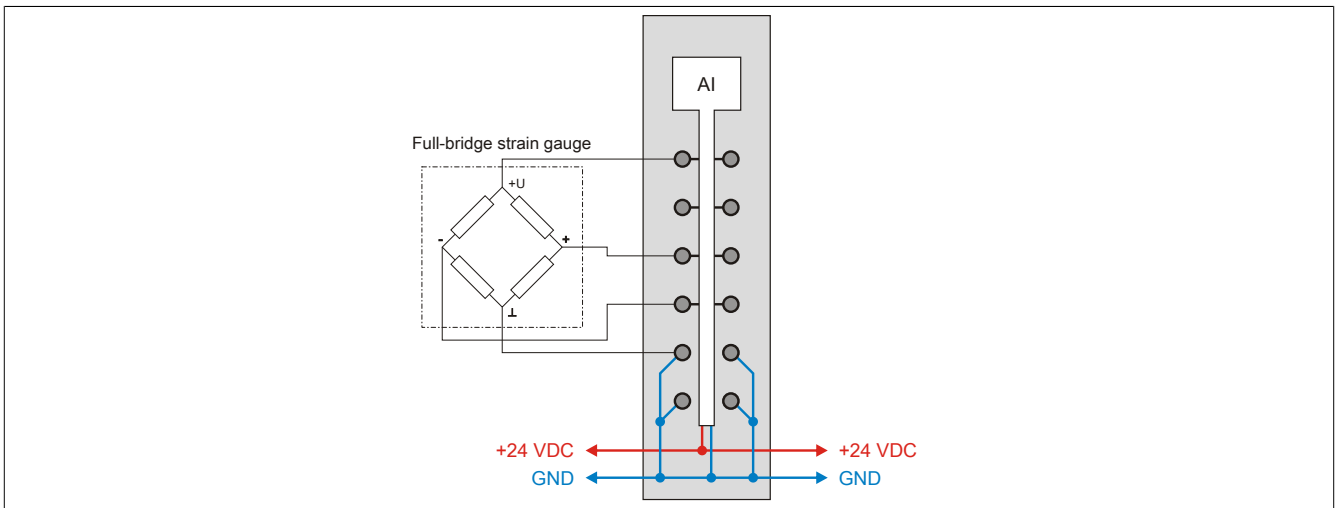 AI
Full-bridge strain gauge
+U
-
+
⊥
+24 VDC
+24 VDC
GND
GND